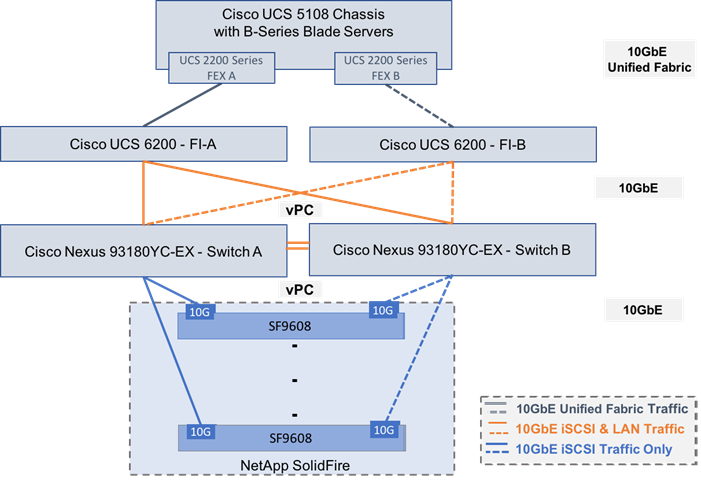 Cisco UCS 5108 Chassis
with B-Series Blade Servers
UCS 2200 Series
FEX A
UCS 2200 Series
FEX B
10GbE
Unified Fabric
Cisco UCS 6200 - FI-A
Cisco UCS 6200 - FI-B
10GbE
vPC
Cisco Nexus 93180YC-EX - Switch A
Cisco Nexus 93180YC-EX - Switch B
vPC
10GbE
10G
10G
SF9608
10G
10G
SF9608
NetApp SolidFire
10GbE Unified Fabric Traffic
10GbE iSCSI & LAN Traffic
10GbE iSCSI Traffic Only